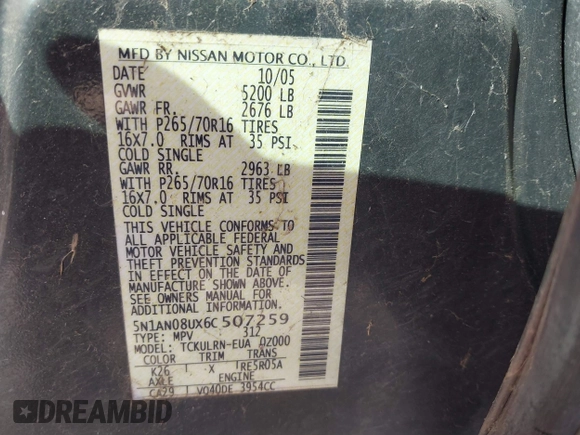 MFD BY NISSAN MOTOR CO., LTD.
DATE 10/05
GVWR 5200 LB
GAWR FR. 2676 LB
WITH P265/70R16 TIRES
16X7.0 RIMS AT 35 PSI
COLD SINGLE
GAWR RR. 2963 LB
WITH P265/70R16 TIRES
16X7.0 RIMS AT 35 PSI
COLD SINGLE
THIS VEHICLE CONFORMS TO
ALL APPLICABLE FEDERAL
MOTOR VEHICLE SAFETY AND
THEFT PREVENTION STANDARDS
IN EFFECT ON THE DATE OF
MANUFACTURE SHOWN ABOVE.
SEE OWNERS MANUAL FOR
ADDITIONAL INFORMATION.
5N1AN08UX6C507259
TYPE: MPV 312
MODEL: TCKULRN-EUA QZ000
COLOR TRIM TRANS
K26 X RE5R05A
AXLE ENGINE
CA29 VQ40DE 3954CC
DREAMBID